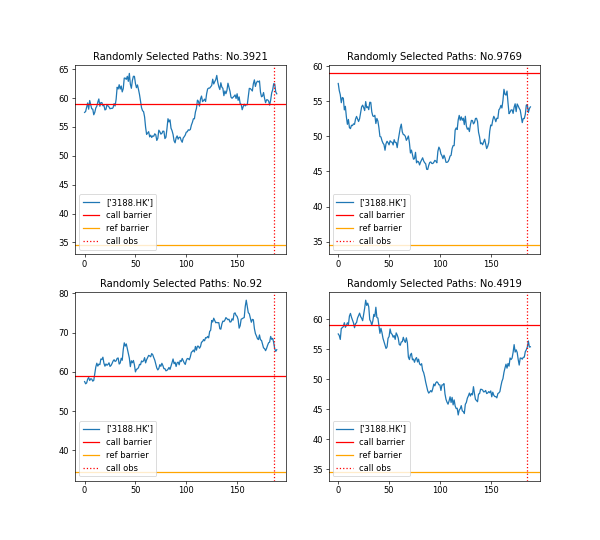 Randomly Selected Paths: No.3921
65
60
55
50
45
40
35
['3188.HK']
call barrier
ref barrier
call obs
0 50 100 150
Randomly Selected Paths: No.9769
60
55
50
45
40
35
['3188.HK']
call barrier
ref barrier
call obs
0 50 100 150
Randomly Selected Paths: No.92
80
70
60
50
40
['3188.HK']
call barrier
ref barrier
call obs
0 50 100 150
Randomly Selected Paths: No.4919
60
55
50
45
40
35
['3188.HK']
call barrier
ref barrier
call obs
0 50 100 150